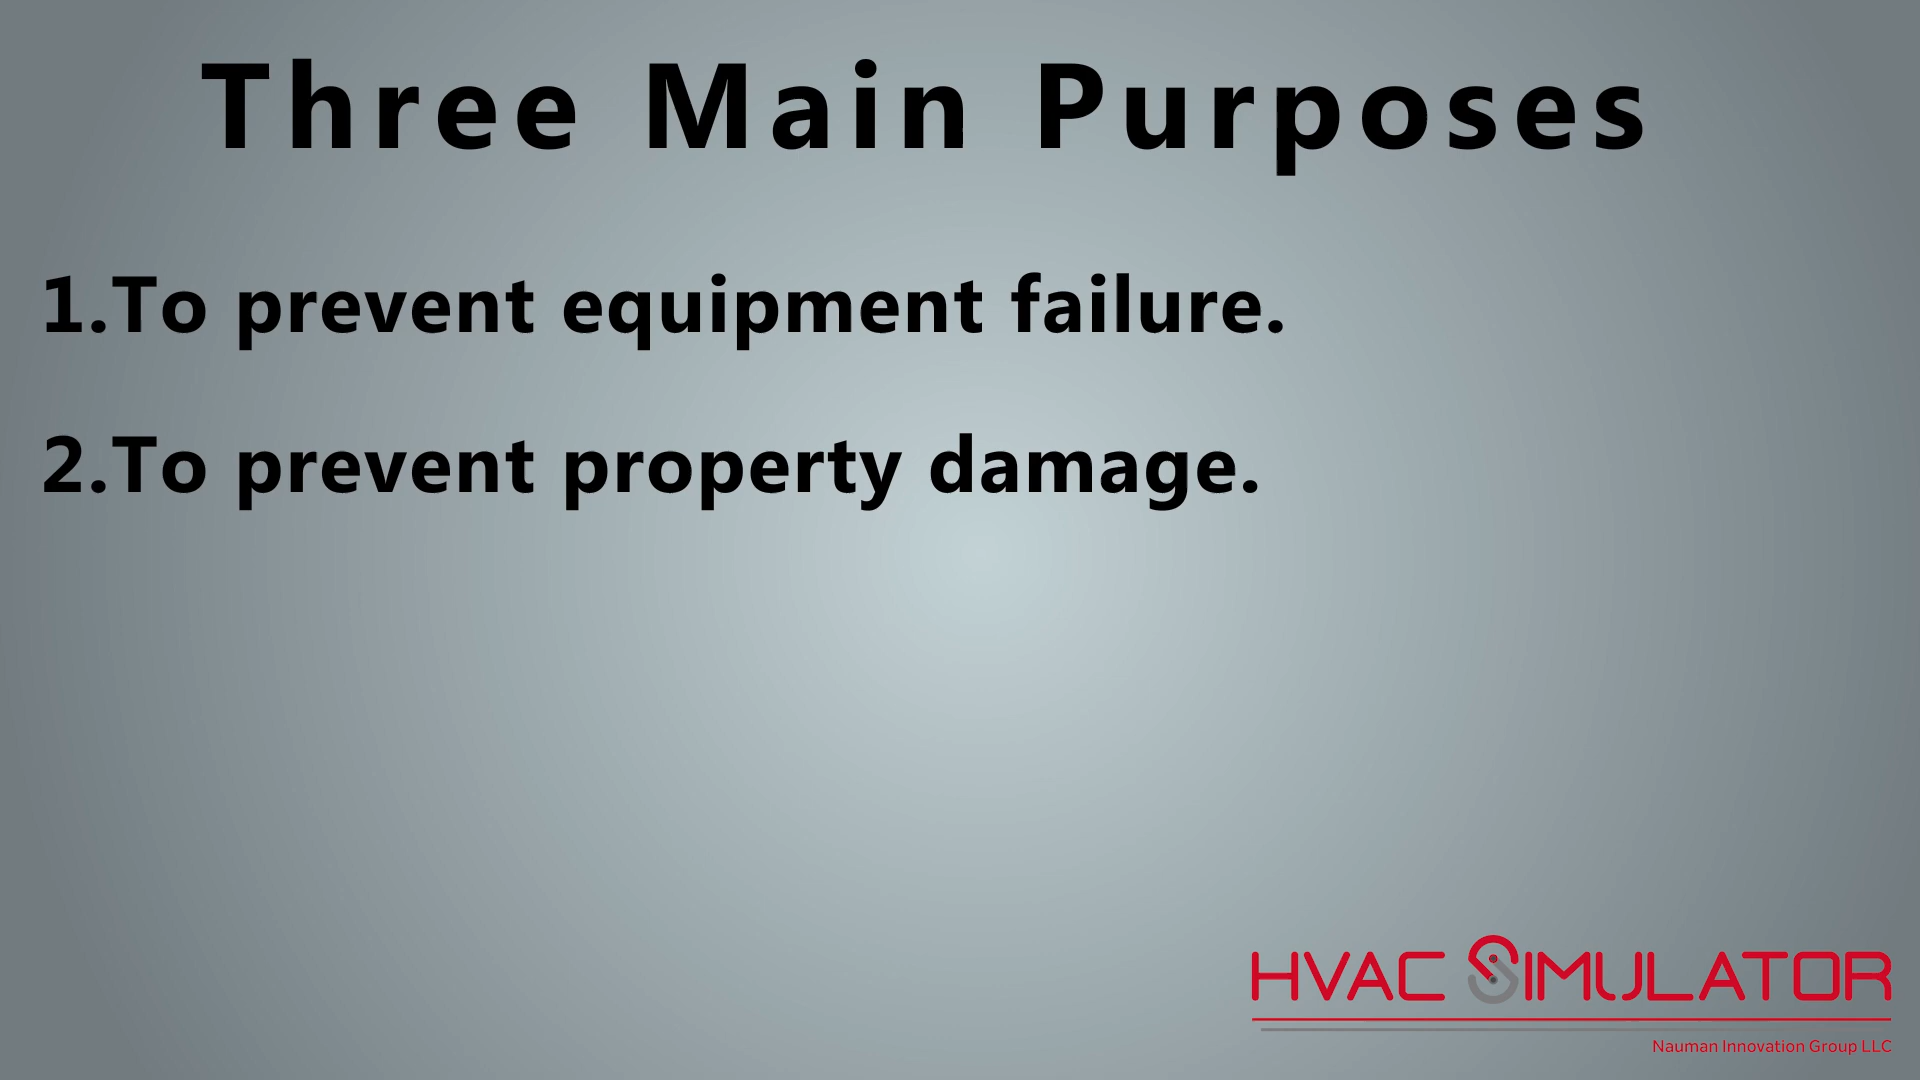 Three Main Purposes
1.To prevent equipment failure.
2.To prevent property damage.
HVAC SIMULATOR
Nauman Innovation Group LLC